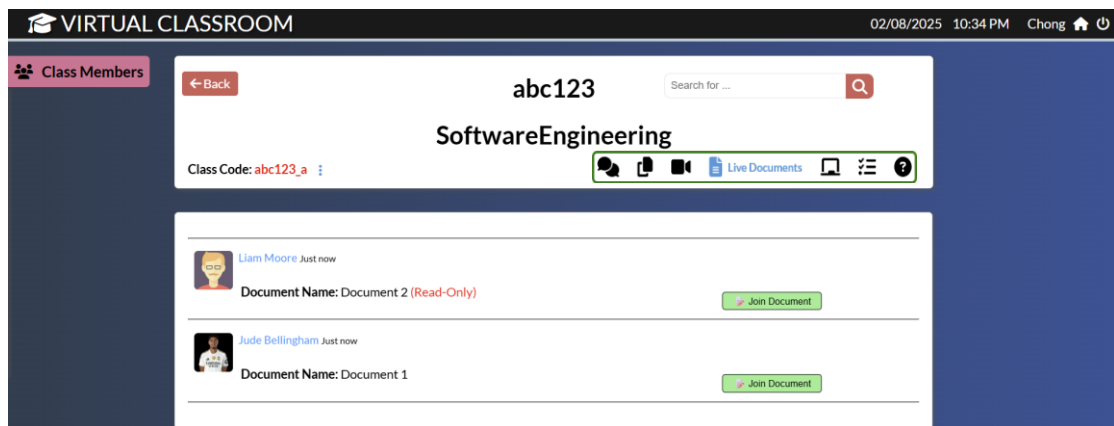 VIRTUAL CLASSROOM 02/08/2025 10:34 PM Chong
Class Members
Back
abc123
Search for ...
SoftwareEngineering
Class Code: abc123_a
Live Documents
Liam Moore Just now
Document Name: Document 2 (Read-Only)
Join Document
Jude Bellingham Just now
Document Name: Document 1
Join Document